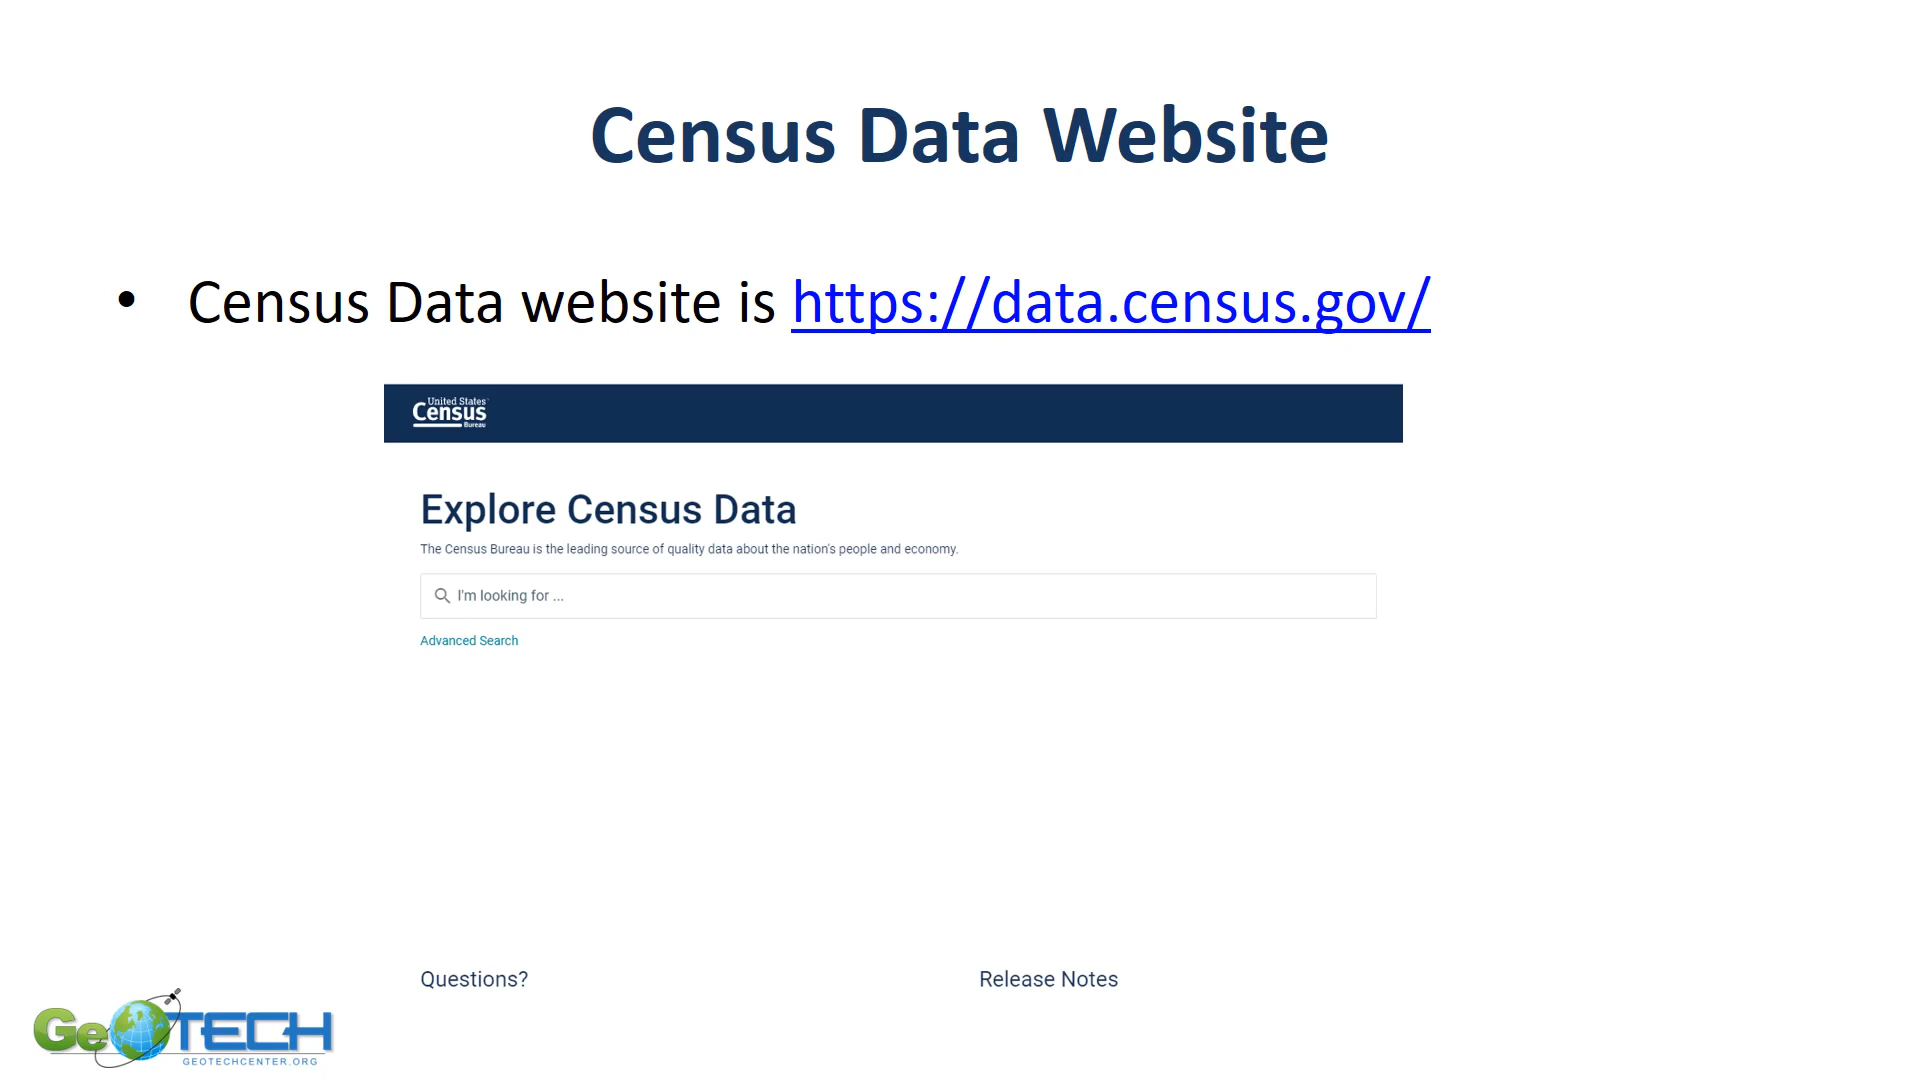 Census Data Website
• Census Data website is https://data.census.gov/
United States
Census
Bureau
Explore Census Data
The Census Bureau is the leading source of quality data about the nation's people and economy.
I'm looking for ...
Advanced Search
Questions?
Release Notes
GeoTECH
GEOTECHCENTER.ORG